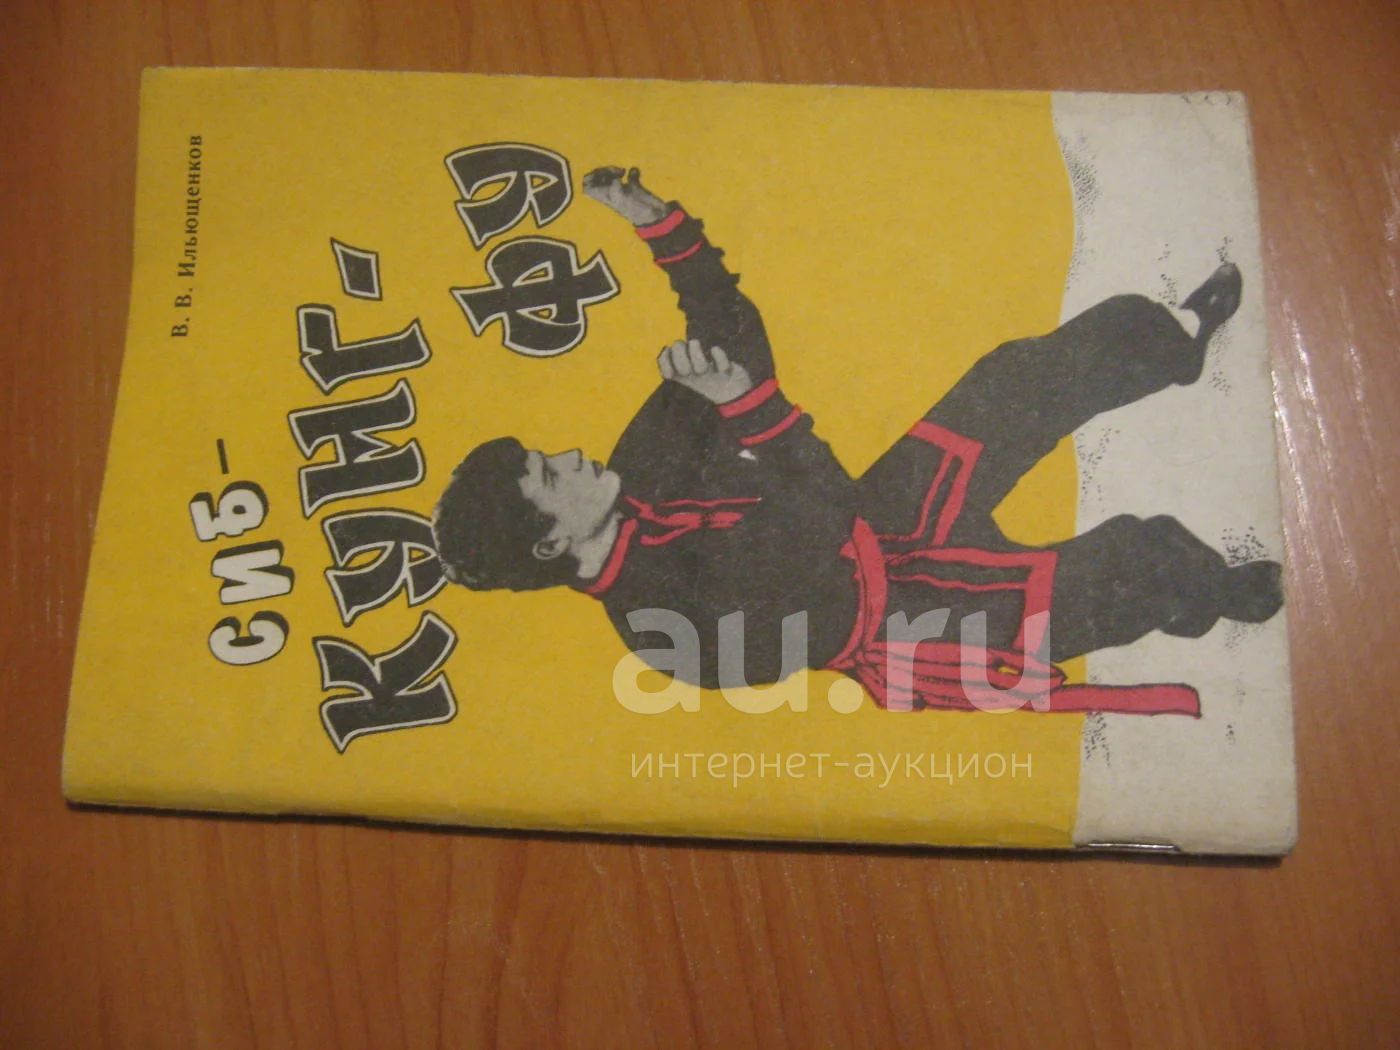 В. В. Ильющенков
СИБ-
КУНГ-
ФУ
au.ru
интернет-аукцион